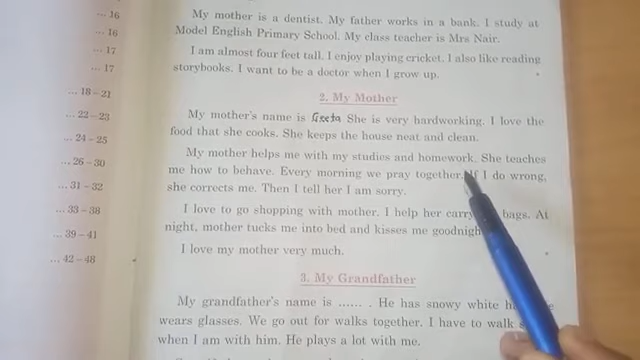 ... 16
... 16
... 17
... 17
... 18 – 21
... 22 – 23
... 24 – 25
... 26 – 30
... 31 – 32
... 33 – 38
... 39 – 41
... 42 – 48
My mother is a dentist. My father works in a bank. I study at
Model English Primary School. My class teacher is Mrs Nair.
I am almost four feet tall. I enjoy playing cricket. I also like reading
storybooks. I want to be a doctor when I grow up.
2. My Mother
My mother's name is Geeta She is very hardworking. I love the
food that she cooks. She keeps the house neat and clean.
My mother helps me with my studies and homework. She teaches
me how to behave. Every morning we pray together. If I do wrong,
she corrects me. Then I tell her I am sorry.
I love to go shopping with mother. I help her carry bags. At
night, mother tucks me into bed and kisses me goodnight
I love my mother very much.
3. My Grandfather
My grandfather's name is ...... . He has snowy white
wears glasses. We go out for walks together. I have to walk
when I am with him. He plays a lot with me.